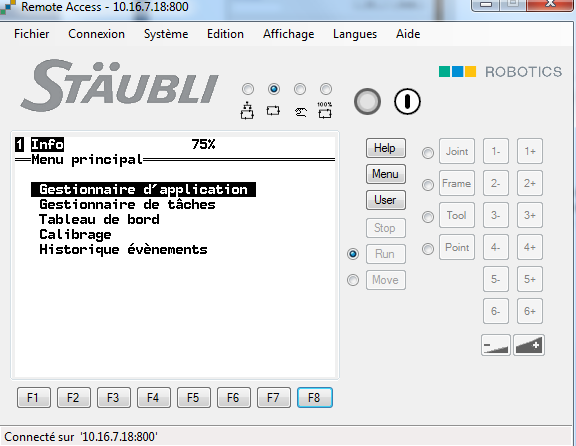 Remote Access - 10.16.7.18:800
Fichier Connexion Système Edition Affichage Langues Aide
STÄUBLI
ROBOTICS
100%
1 Info 75%
Menu principal
Gestionnaire d'application
Gestionnaire de tâches
Tableau de bord
Calibrage
Historique évènements
Help
Menu
User
Stop
Run
Move
Joint 1- 1+
Frame 2- 2+
Tool 3- 3+
Point 4- 4+
5- 5+
6- 6+
- +
F1 F2 F3 F4 F5 F6 F7 F8
Connecté sur '10.16.7.18:800'